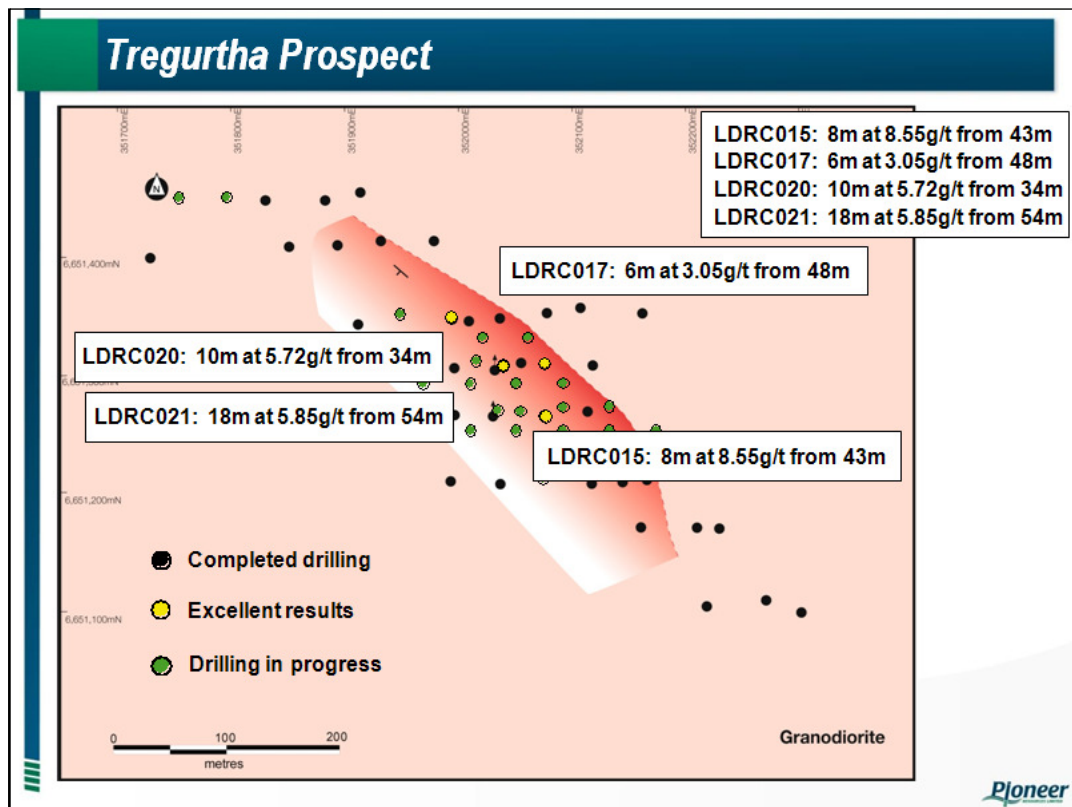 Tregurtha Prospect
351700mE
351800mE
351900mE
352000mE
352100mE
352200mE
LDRC015: 8m at 8.55g/t from 43m
LDRC017: 6m at 3.05g/t from 48m
LDRC020: 10m at 5.72g/t from 34m
LDRC021: 18m at 5.85g/t from 54m
N
6,651,400mN
LDRC017: 6m at 3.05g/t from 48m
LDRC020: 10m at 5.72g/t from 34m
LDRC021: 18m at 5.85g/t from 54m
LDRC015: 8m at 8.55g/t from 43m
6,651,200mN
Completed drilling
Excellent results
6,651,100mN
Drilling in progress
0 100 200
metres
Granodiorite
Pioneer